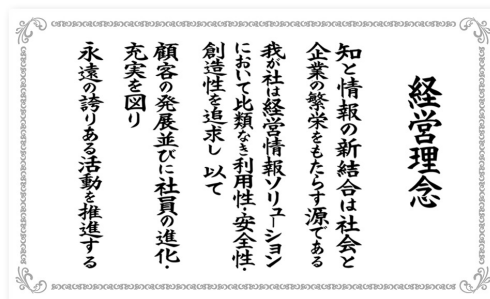 経営理念
知と情報の新結合は社会と
企業の繁栄をもたらす源である
我が社は経営情報ソリューション
において比類なき利用性・安全性・
創造性を追求し 以て
顧客の発展並びに社員の進化・
充実を図り
永遠の誇りある活動を推進する